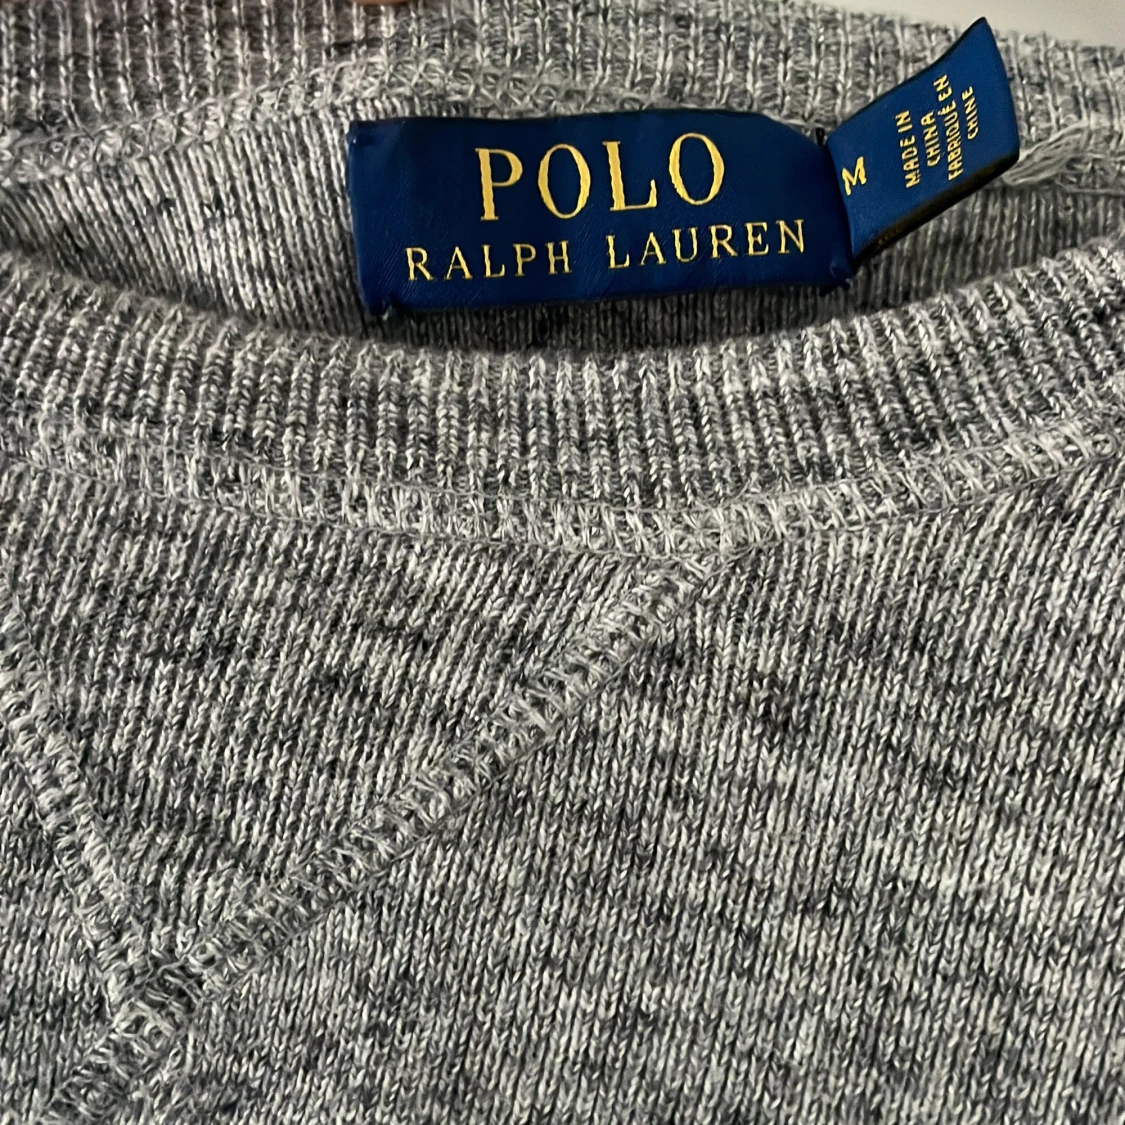 POLO
RALPH LAUREN
M
MADE IN
CHINA
FABRIQUÉ EN
CHINE